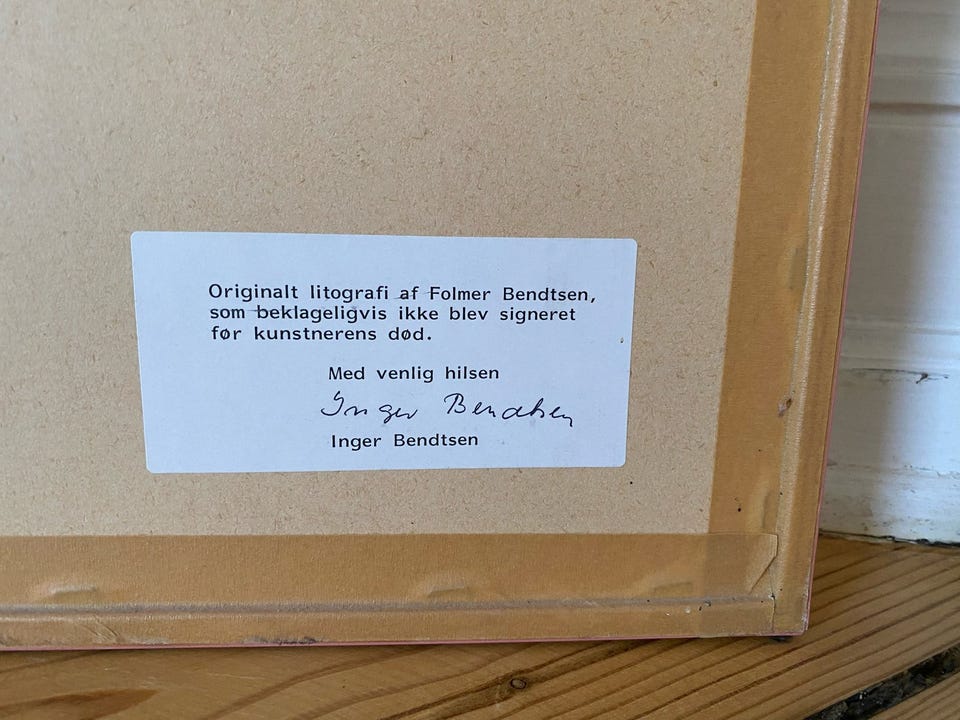 Originalt litografi af Folmer Bendtsen,
som beklageligvis ikke blev signeret
før kunstnerens død.
Med venlig hilsen
Inger Bendtsen
Inger Bendtsen